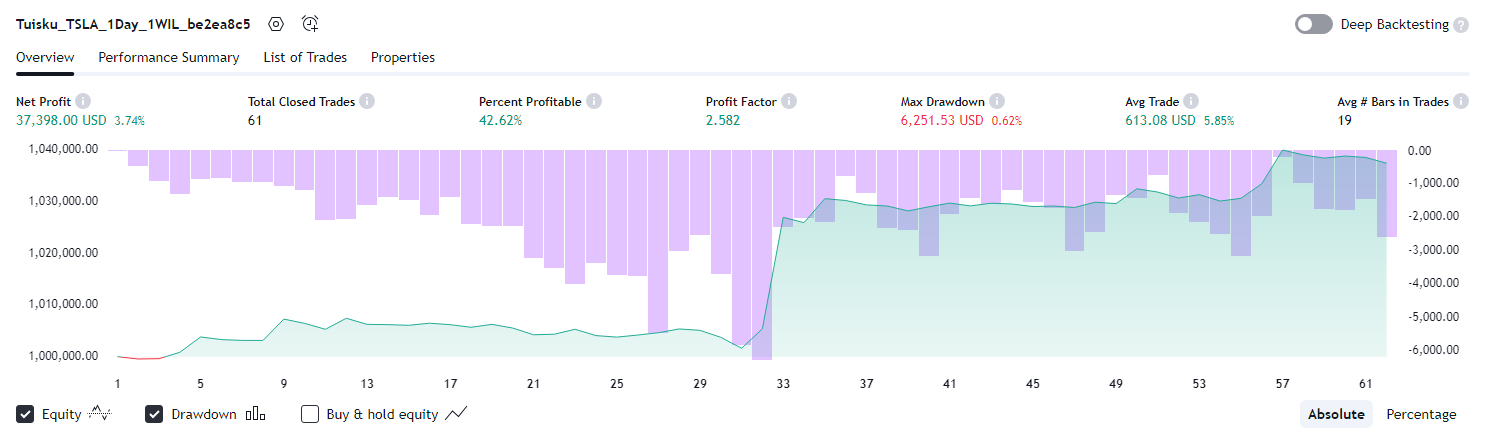 Tuisku_TSLA_1Day_1WIL_be2ea8c5 Deep Backtesting ?
Overview Performance Summary List of Trades Properties
Net Profit i Total Closed Trades i Percent Profitable i Profit Factor i Max Drawdown i Avg Trade i Avg # Bars in Trades i
37,398.00 USD 3.74% 61 42.62% 2.582 6,251.53 USD 0.62% 613.08 USD 5.85% 19
1,040,000.00 0.00
-1,000.00
1,030,000.00
-2,000.00
1,020,000.00 -3,000.00
-4,000.00
1,010,000.00
-5,000.00
1,000,000.00 -6,000.00
1 5 9 13 17 21 25 29 33 37 41 45 49 53 57 61
Equity Drawdown Buy & hold equity Absolute Percentage